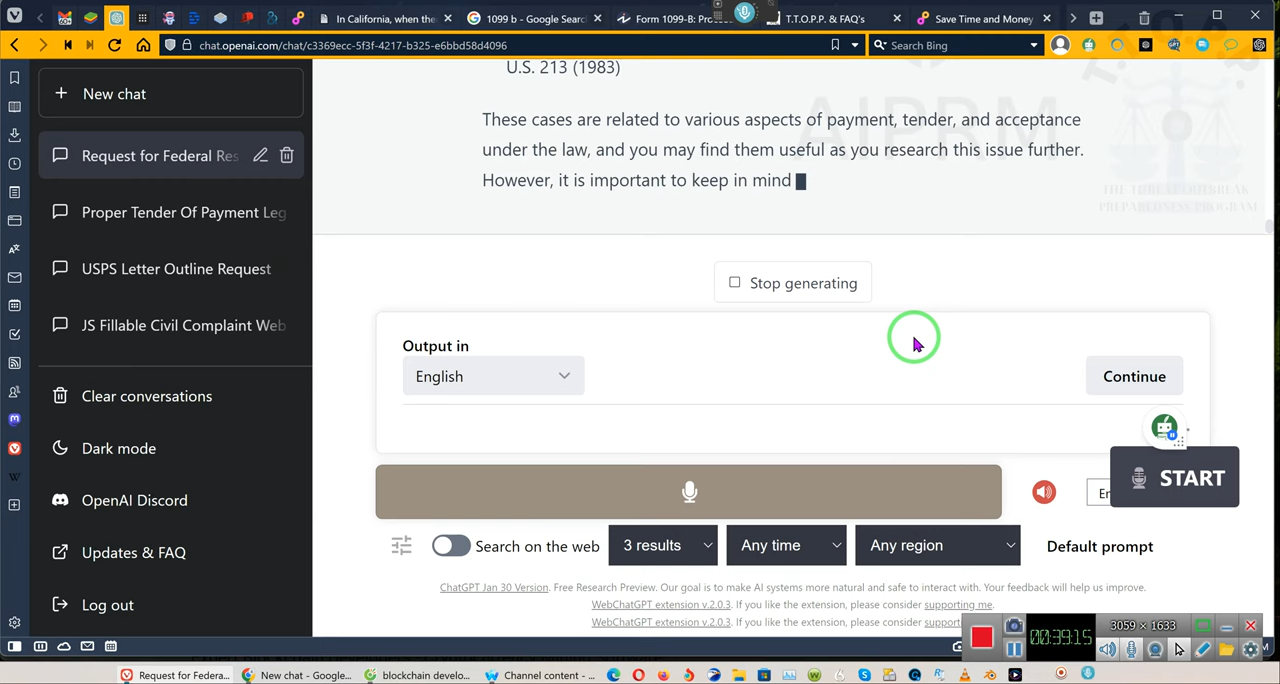 In California, when the
1099 b - Google Sear
Form 1099-B: Pro
T.T.O.P.P. & FAQ's
Save Time and Money
chat.openai.com/chat/c3369ecc-5f3f-4217-b325-e6bbd58d4096
Search Bing
New chat
Request for Federal Res
Proper Tender Of Payment Leg
USPS Letter Outline Request
JS Fillable Civil Complaint Web
Clear conversations
Dark mode
OpenAI Discord
Updates & FAQ
Log out
U.S. 213 (1983)
These cases are related to various aspects of payment, tender, and acceptance
under the law, and you may find them useful as you research this issue further.
However, it is important to keep in mind
AIPRM
THE THREAT OUTBREAK
PREPAREDNESS PROGRAM
Stop generating
Output in
English
Continue
START
En
Search on the web
3 results
Any time
Any region
Default prompt
ChatGPT Jan 30 Version. Free Research Preview. Our goal is to make AI systems more natural and safe to interact with. Your feedback will help us improve.
WebChatGPT extension v.2.0.3. If you like the extension, please consider supporting me.
WebChatGPT extension v.2.0.3. If you like the extension, please consider suppor
00:39:15
3059 × 1633
Request for Federa...
New chat - Google...
blockchain develo...
Channel content - ...